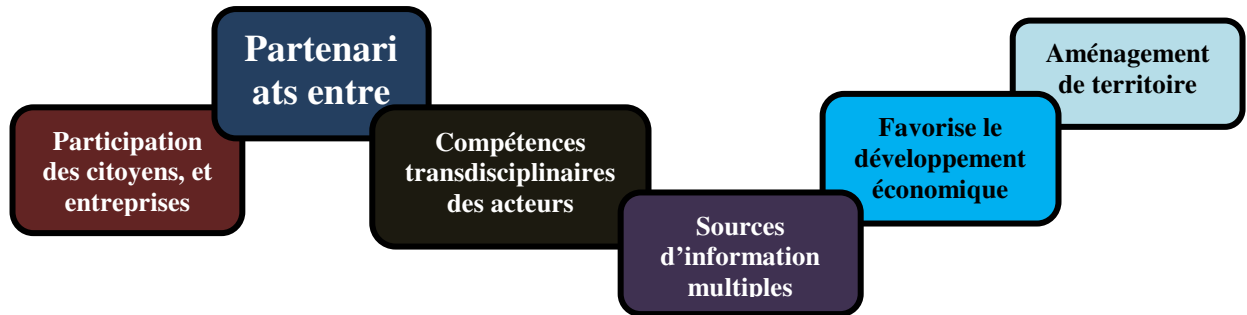 Participation
des citoyens, et
entreprises
Partenari
ats entre
Compétences
transdisciplinaires
des acteurs
Sources
d’information
multiples
Favorise le
développement
économique
Aménagement
de territoire